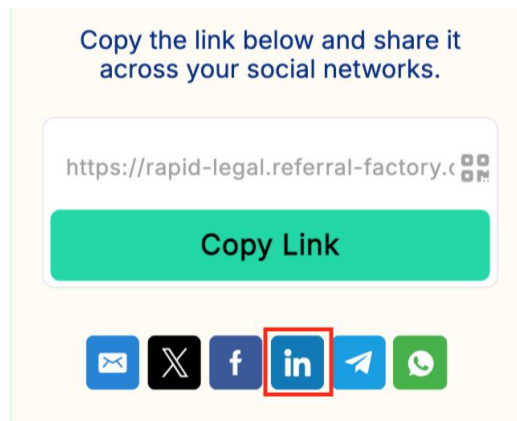 Copy the link below and share it
across your social networks.
https://rapid-legal.referral-factory.c
Copy Link
X f in